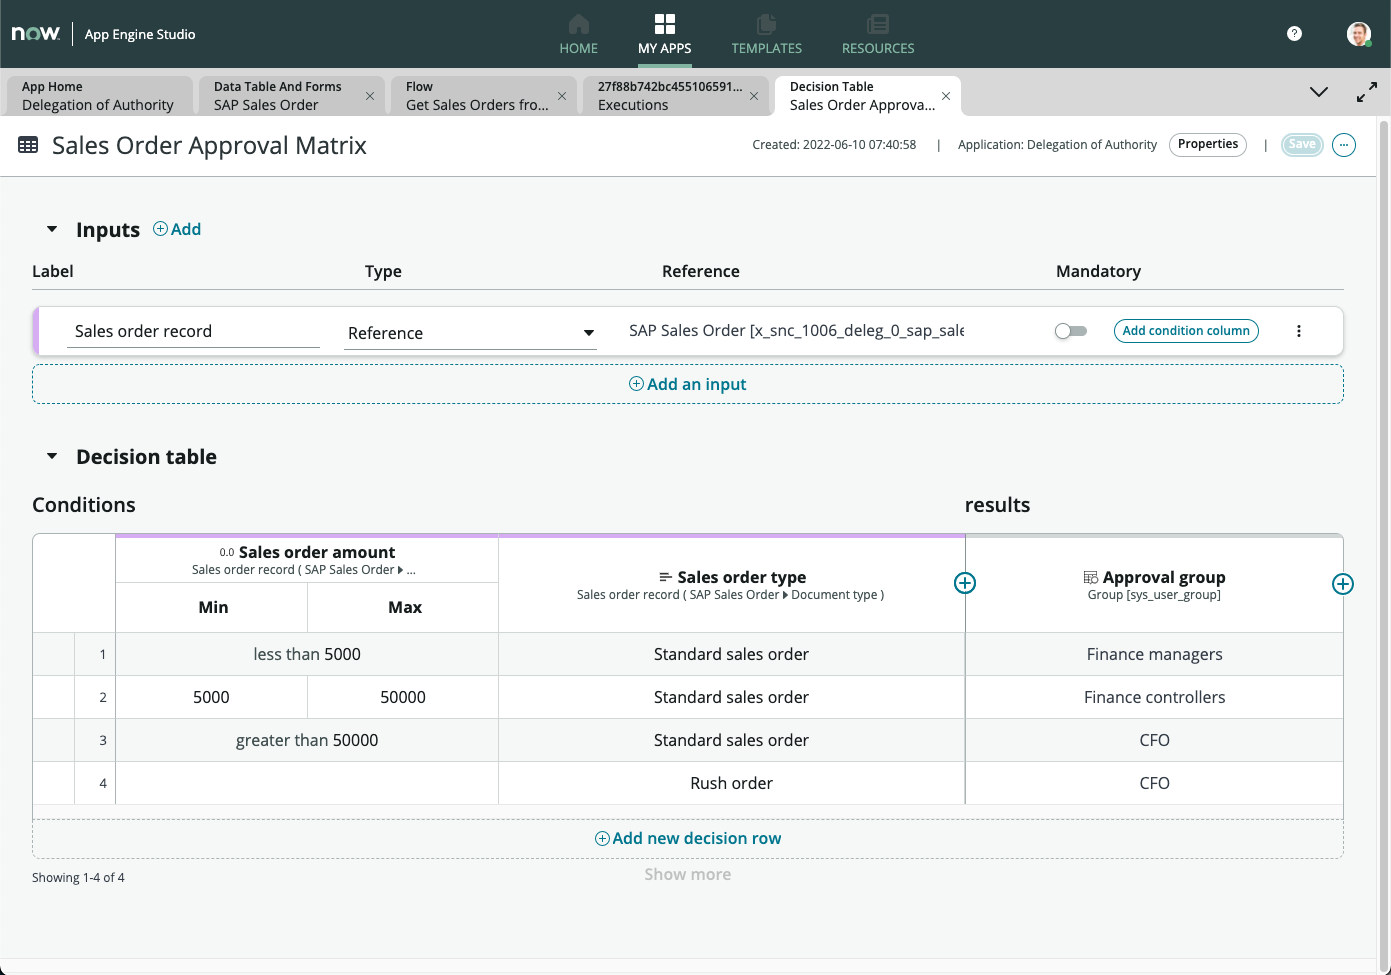 now. App Engine Studio
HOME MY APPS TEMPLATES RESOURCES
?
App Home
Delegation of Authority
Data Table And Forms
SAP Sales Order
Flow
Get Sales Orders fro...
27f88b742bc455106591...
Executions
Decision Table
Sales Order Approva...
Sales Order Approval Matrix
Created: 2022-06-10 07:40:58 | Application: Delegation of Authority Properties | Save ...
Inputs Add
Label Type Reference Mandatory
Sales order record Reference SAP Sales Order [x_snc_1006_deleg_0_sap_sale Add condition column
Add an input
Decision table
Conditions results
0.0 Sales order amount
Sales order record ( SAP Sales Order ▸ ...
Min Max
Sales order type
Sales order record ( SAP Sales Order ▸ Document type )
Approval group
Group [sys_user_group]
1 less than 5000 Standard sales order Finance managers
2 5000 50000 Standard sales order Finance controllers
3 greater than 50000 Standard sales order CFO
4 Rush order CFO
Add new decision row
Show more
Showing 1-4 of 4